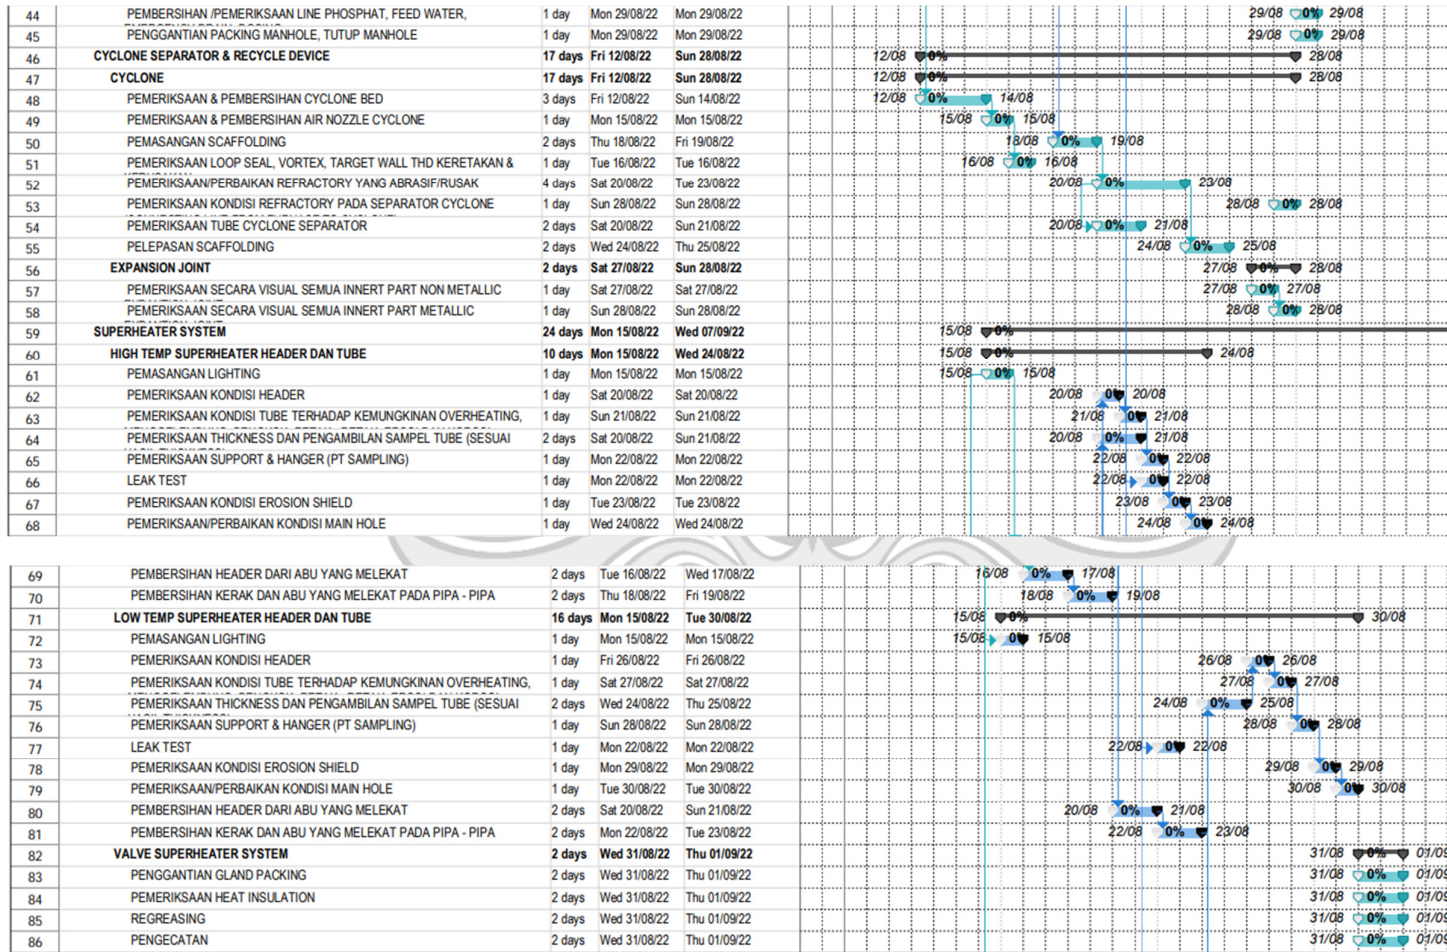 44 PEMBERSIHAN /PEMERIKSAAN LINE PHOSPHAT, FEED WATER, 1 day Mon 29/08/22 Mon 29/08/22 29/08 0% 29/08
45 PENGGANTIAN PACKING MANHOLE, TUTUP MANHOLE 1 day Mon 29/08/22 Mon 29/08/22 29/08 0% 29/08
46 CYCLONE SEPARATOR & RECYCLE DEVICE 17 days Fri 12/08/22 Sun 28/08/22 12/08 0% 28/08
47 CYCLONE 17 days Fri 12/08/22 Sun 28/08/22 12/08 0% 28/08
48 PEMERIKSAAN & PEMBERSIHAN CYCLONE BED 3 days Fri 12/08/22 Sun 14/08/22 12/08 0% 14/08
49 PEMERIKSAAN & PEMBERSIHAN AIR NOZZLE CYCLONE 1 day Mon 15/08/22 Mon 15/08/22 15/08 0% 15/08
50 PEMASANGAN SCAFFOLDING 2 days Thu 18/08/22 Fri 19/08/22 18/08 0% 19/08
51 PEMERIKSAAN LOOP SEAL, VORTEX, TARGET WALL THD KERETAKAN & 1 day Tue 16/08/22 Tue 16/08/22 16/08 0% 16/08
52 PEMERIKSAAN/PERBAIKAN REFRACTORY YANG ABRASIF/RUSAK 4 days Sat 20/08/22 Tue 23/08/22 20/08 0% 23/08
53 PEMERIKSAAN KONDISI REFRACTORY PADA SEPARATOR CYCLONE 1 day Sun 28/08/22 Sun 28/08/22 28/08 0% 28/08
54 PEMERIKSAAN TUBE CYCLONE SEPARATOR 2 days Sat 20/08/22 Sun 21/08/22 20/08 0% 21/08
55 PELEPASAN SCAFFOLDING 2 days Wed 24/08/22 Thu 25/08/22 24/08 0% 25/08
56 EXPANSION JOINT 2 days Sat 27/08/22 Sun 28/08/22 27/08 0% 28/08
57 PEMERIKSAAN SECARA VISUAL SEMUA INNERT PART NON METALLIC 1 day Sat 27/08/22 Sat 27/08/22 27/08 0% 27/08
58 PEMERIKSAAN SECARA VISUAL SEMUA INNERT PART METALLIC 1 day Sun 28/08/22 Sun 28/08/22 28/08 0% 28/08
59 SUPERHEATER SYSTEM 24 days Mon 15/08/22 Wed 07/09/22 15/08 0%
60 HIGH TEMP SUPERHEATER HEADER DAN TUBE 10 days Mon 15/08/22 Wed 24/08/22 15/08 0% 24/08
61 PEMASANGAN LIGHTING 1 day Mon 15/08/22 Mon 15/08/22 15/08 0% 15/08
62 PEMERIKSAAN KONDISI HEADER 1 day Sat 20/08/22 Sat 20/08/22 20/08 0% 20/08
63 PEMERIKSAAN KONDISI TUBE TERHADAP KEMUNGKINAN OVERHEATING, 1 day Sun 21/08/22 Sun 21/08/22 21/08 0% 21/08
64 PEMERIKSAAN THICKNESS DAN PENGAMBILAN SAMPEL TUBE (SESUAI 2 days Sat 20/08/22 Sun 21/08/22 20/08 0% 21/08
65 PEMERIKSAAN SUPPORT & HANGER (PT SAMPLING) 1 day Mon 22/08/22 Mon 22/08/22 22/08 0% 22/08
66 LEAK TEST 1 day Mon 22/08/22 Mon 22/08/22 22/08 0% 22/08
67 PEMERIKSAAN KONDISI EROSION SHIELD 1 day Tue 23/08/22 Tue 23/08/22 23/08 0% 23/08
68 PEMERIKSAAN/PERBAIKAN KONDISI MAIN HOLE 1 day Wed 24/08/22 Wed 24/08/22 24/08 0% 24/08
69 PEMBERSIHAN HEADER DARI ABU YANG MELEKAT 2 days Tue 16/08/22 Wed 17/08/22 16/08 0% 17/08
70 PEMBERSIHAN KERAK DAN ABU YANG MELEKAT PADA PIPA - PIPA 2 days Thu 18/08/22 Fri 19/08/22 18/08 0% 19/08
71 LOW TEMP SUPERHEATER HEADER DAN TUBE 16 days Mon 15/08/22 Tue 30/08/22 15/08 0% 30/08
72 PEMASANGAN LIGHTING 1 day Mon 15/08/22 Mon 15/08/22 15/08 0% 15/08
73 PEMERIKSAAN KONDISI HEADER 1 day Fri 26/08/22 Fri 26/08/22 26/08 0% 26/08
74 PEMERIKSAAN KONDISI TUBE TERHADAP KEMUNGKINAN OVERHEATING, 1 day Sat 27/08/22 Sat 27/08/22 27/08 0% 27/08
75 PEMERIKSAAN THICKNESS DAN PENGAMBILAN SAMPEL TUBE (SESUAI 2 days Wed 24/08/22 Thu 25/08/22 24/08 0% 25/08
76 PEMERIKSAAN SUPPORT & HANGER (PT SAMPLING) 1 day Sun 28/08/22 Sun 28/08/22 28/08 0% 28/08
77 LEAK TEST 1 day Mon 22/08/22 Mon 22/08/22 22/08 0% 22/08
78 PEMERIKSAAN KONDISI EROSION SHIELD 1 day Mon 29/08/22 Mon 29/08/22 29/08 0% 29/08
79 PEMERIKSAAN/PERBAIKAN KONDISI MAIN HOLE 1 day Tue 30/08/22 Tue 30/08/22 30/08 0% 30/08
80 PEMBERSIHAN HEADER DARI ABU YANG MELEKAT 2 days Sat 20/08/22 Sun 21/08/22 20/08 0% 21/08
81 PEMBERSIHAN KERAK DAN ABU YANG MELEKAT PADA PIPA - PIPA 2 days Mon 22/08/22 Tue 23/08/22 22/08 0% 23/08
82 VALVE SUPERHEATER SYSTEM 2 days Wed 31/08/22 Thu 01/09/22 31/08 0% 01/09
83 PENGGANTIAN GLAND PACKING 2 days Wed 31/08/22 Thu 01/09/22 31/08 0% 01/09
84 PEMERIKSAAN HEAT INSULATION 2 days Wed 31/08/22 Thu 01/09/22 31/08 0% 01/09
85 REGREASING 2 days Wed 31/08/22 Thu 01/09/22 31/08 0% 01/09
86 PENGECATAN 2 days Wed 31/08/22 Thu 01/09/22 31/08 0% 01/09